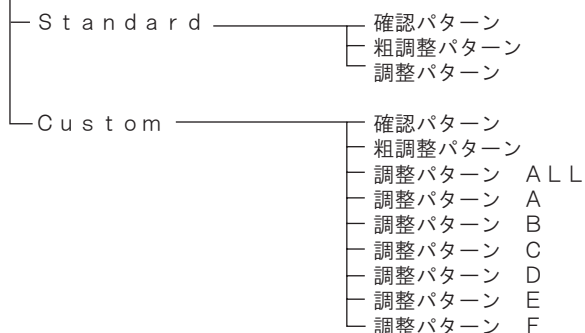 Ｓｔａｎｄａｒｄ 確認パターン
粗調整パターン
調整パターン
Ｃｕｓｔｏｍ 確認パターン
粗調整パターン
調整パターン　ＡＬＬ
調整パターン　Ａ
調整パターン　Ｂ
調整パターン　Ｃ
調整パターン　Ｄ
調整パターン　Ｅ
調整パターン　Ｆ